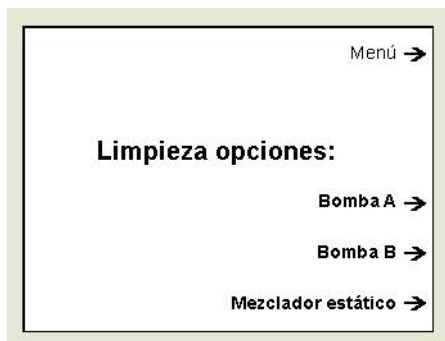 Menú →
Limpieza opciones:
Bomba A →
Bomba B →
Mezclador estático →